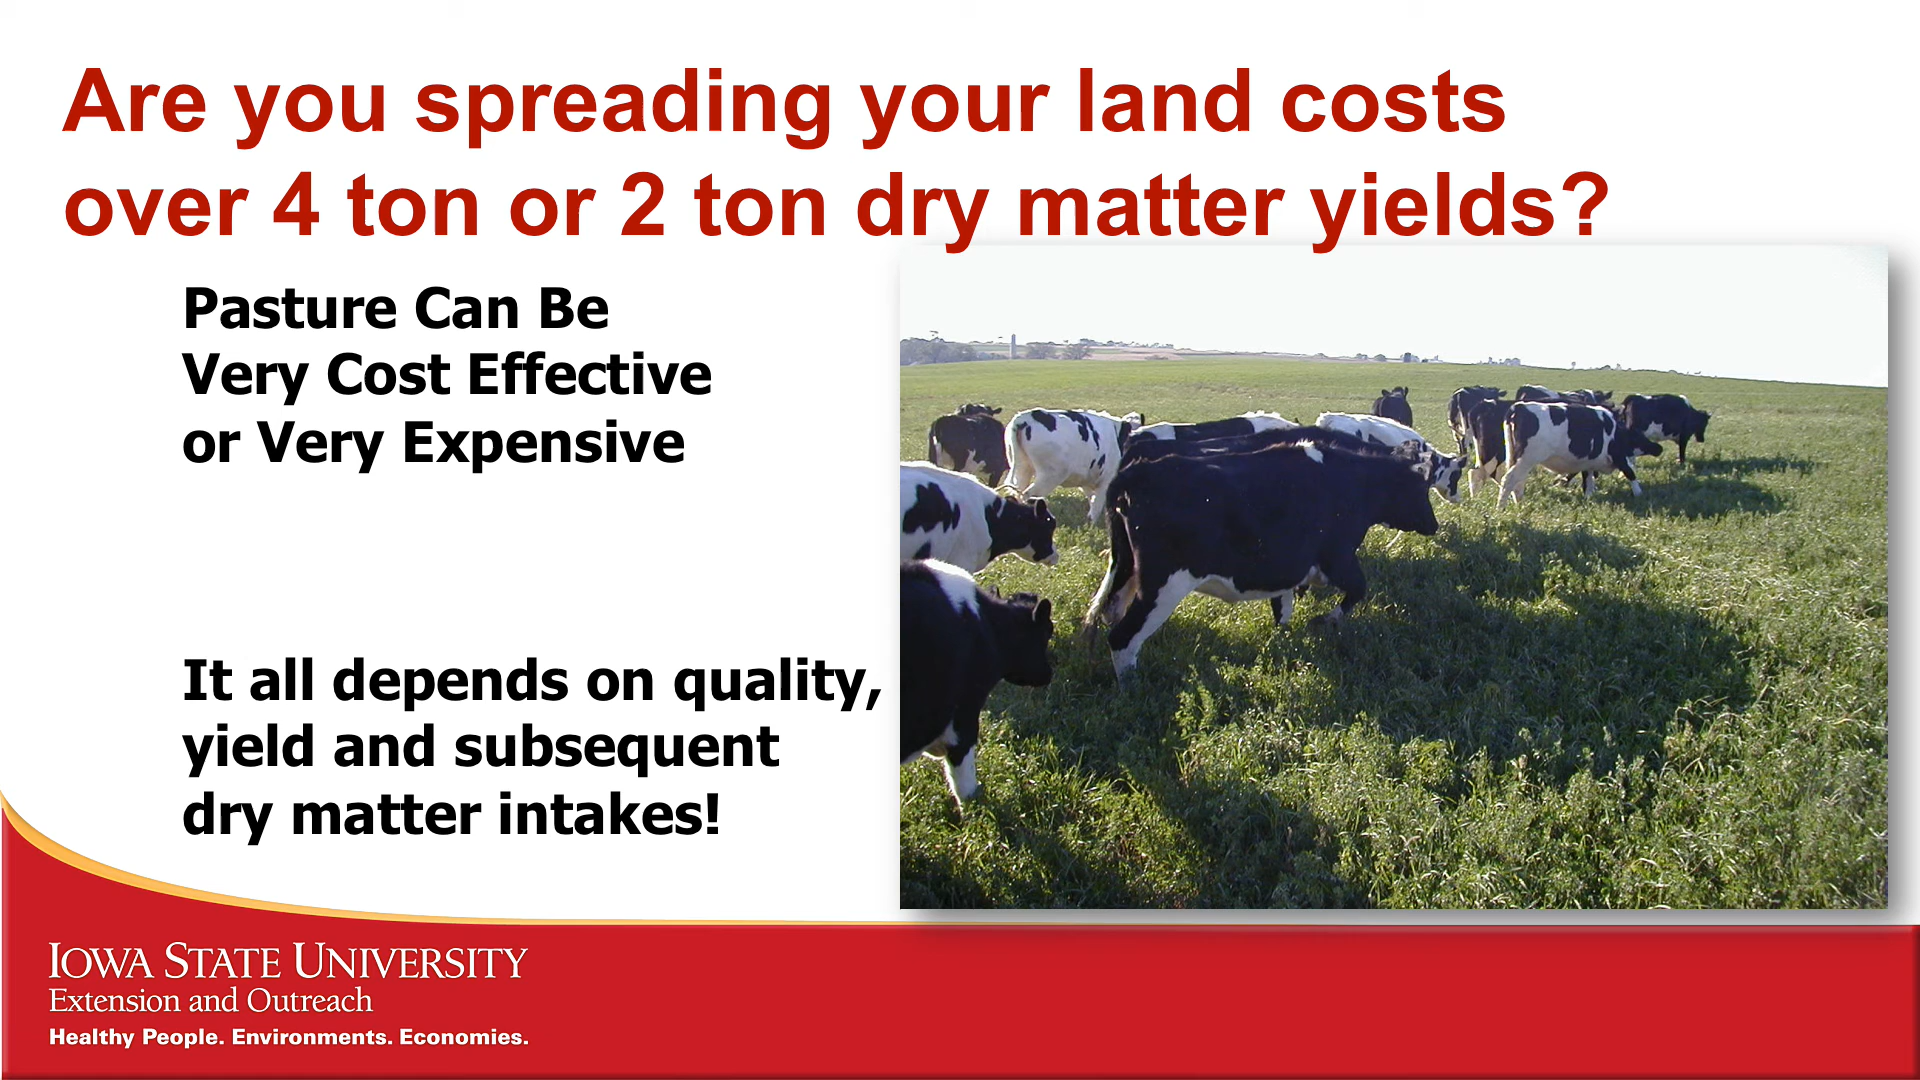 Are you spreading your land costs
over 4 ton or 2 ton dry matter yields?
Pasture Can Be
Very Cost Effective
or Very Expensive
It all depends on quality,
yield and subsequent
dry matter intakes!
IOWA STATE UNIVERSITY
Extension and Outreach
Healthy People. Environments. Economies.